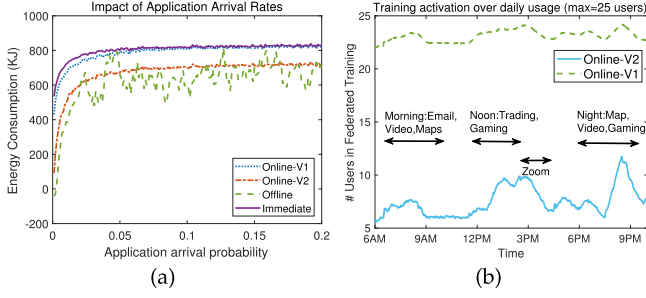 Impact of Application Arrival Rates
Energy Consumption (KJ)
1000
800
600
400
200
0
-200
Online-V1
Online-V2
Offline
Immediate
0
0.05
0.1
0.15
0.2
Application arrival probability
(a)
Training activation over daily usage (max=25 users)
# Users in Federated Training
25
20
15
10
5
Online-V2
Online-V1
Morning:Email,
Video,Maps
Noon:Trading,
Gaming
Zoom
Night:Map,
Video,Gaming
6AM
9AM
12PM
3PM
6PM
9PM
Time
(b)